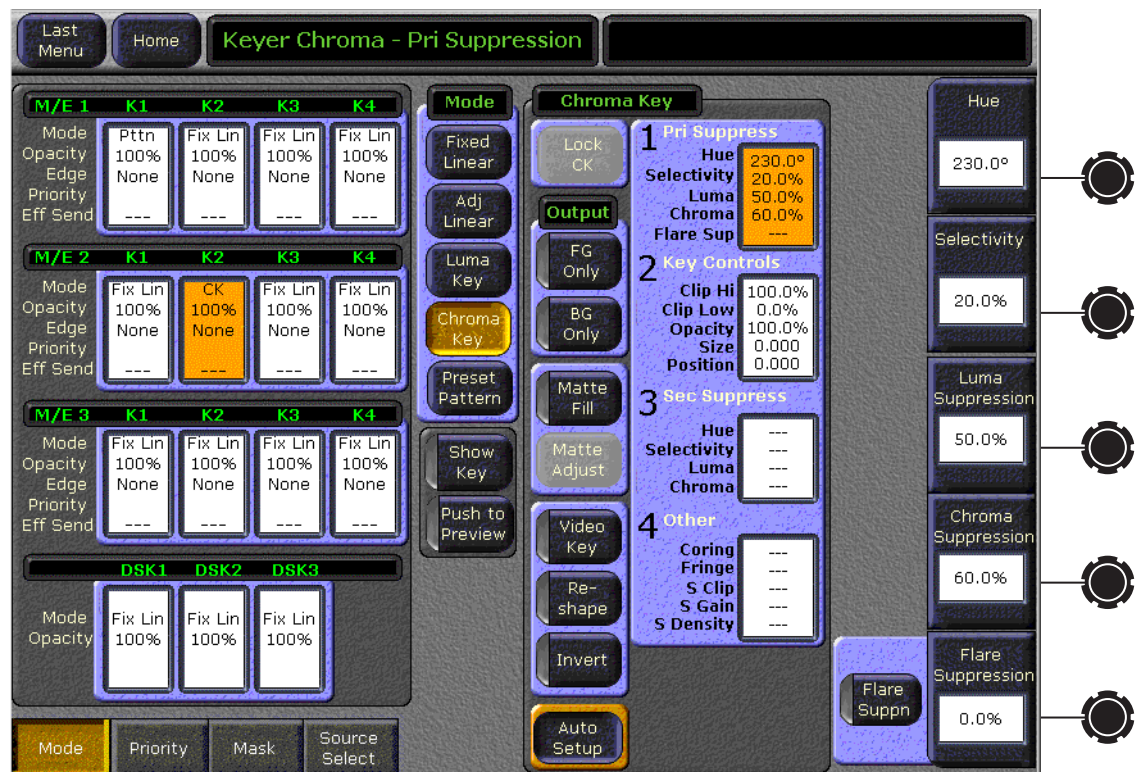 Last
Menu
Home
Keyer Chroma - Pri Suppression
M/E 1 K1 K2 K3 K4
Mode Pttn Fix Lin Fix Lin Fix Lin
Opacity 100% 100% 100% 100%
Edge None None None None
Priority
Eff Send --- --- --- ---
M/E 2 K1 K2 K3 K4
Mode Fix Lin CK Fix Lin Fix Lin
Opacity 100% 100% 100% 100%
Edge None None None None
Priority
Eff Send --- --- --- ---
M/E 3 K1 K2 K3 K4
Mode Fix Lin Fix Lin Fix Lin Fix Lin
Opacity 100% 100% 100% 100%
Edge None None None None
Priority
Eff Send --- --- --- ---
DSK1 DSK2 DSK3
Mode Fix Lin Fix Lin Fix Lin
Opacity 100% 100% 100%
Mode
Priority
Mask
Source
Select
Mode
Fixed
Linear
Adj
Linear
Luma
Key
Chroma
Key
Preset
Pattern
Show
Key
Push to
Preview
Chroma Key
Lock
CK
Output
FG
Only
BG
Only
Matte
Fill
Matte
Adjust
Video
Key
Re-
shape
Invert
Auto
Setup
1 Pri Suppress
Hue 230.0°
Selectivity 20.0%
Luma 50.0%
Chroma 60.0%
Flare Sup ---
2 Key Controls
Clip Hi 100.0%
Clip Low 0.0%
Opacity 100.0%
Size 0.000
Position 0.000
3 Sec Suppress
Hue ---
Selectivity ---
Luma ---
Chroma ---
4 Other
Coring ---
Fringe ---
S Clip ---
S Gain ---
S Density ---
Flare
Suppn
Hue
230.0°
Selectivity
20.0%
Luma
Suppression
50.0%
Chroma
Suppression
60.0%
Flare
Suppression
0.0%